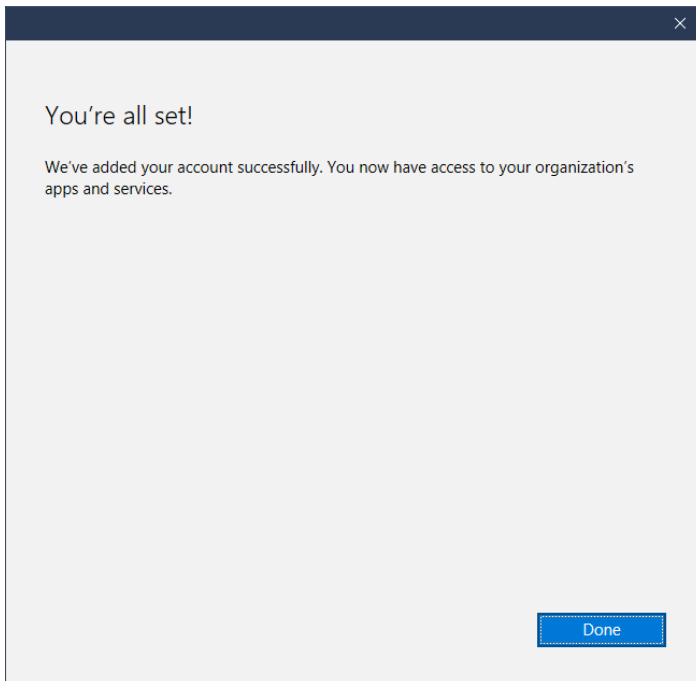 You’re all set!
We’ve added your account successfully. You now have access to your organization’s
apps and services.
Done